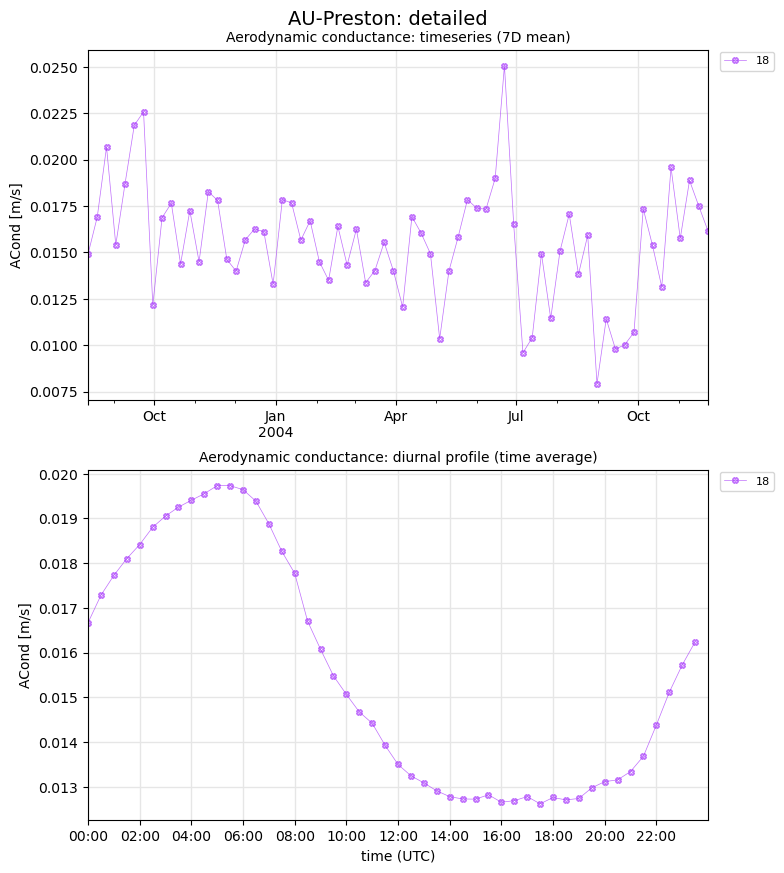 AU-Preston: detailed
Aerodynamic conductance: timeseries (7D mean)
0.0250
0.0225
0.0200
0.0175
0.0150
0.0125
0.0100
0.0075
ACond [m/s]
Oct
Jan
2004
Apr
Jul
Oct
18
Aerodynamic conductance: diurnal profile (time average)
0.020
0.019
0.018
0.017
0.016
0.015
0.014
0.013
ACond [m/s]
00:00 02:00 04:00 06:00 08:00 10:00 12:00 14:00 16:00 18:00 20:00 22:00
time (UTC)
18